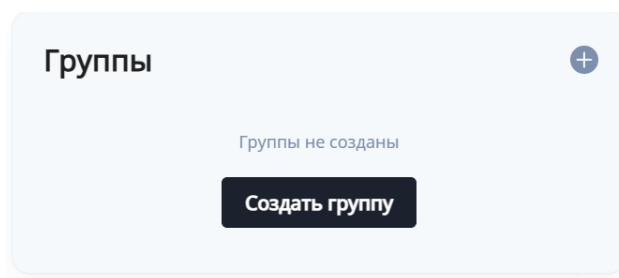 Группы
Группы не созданы
Создать группу